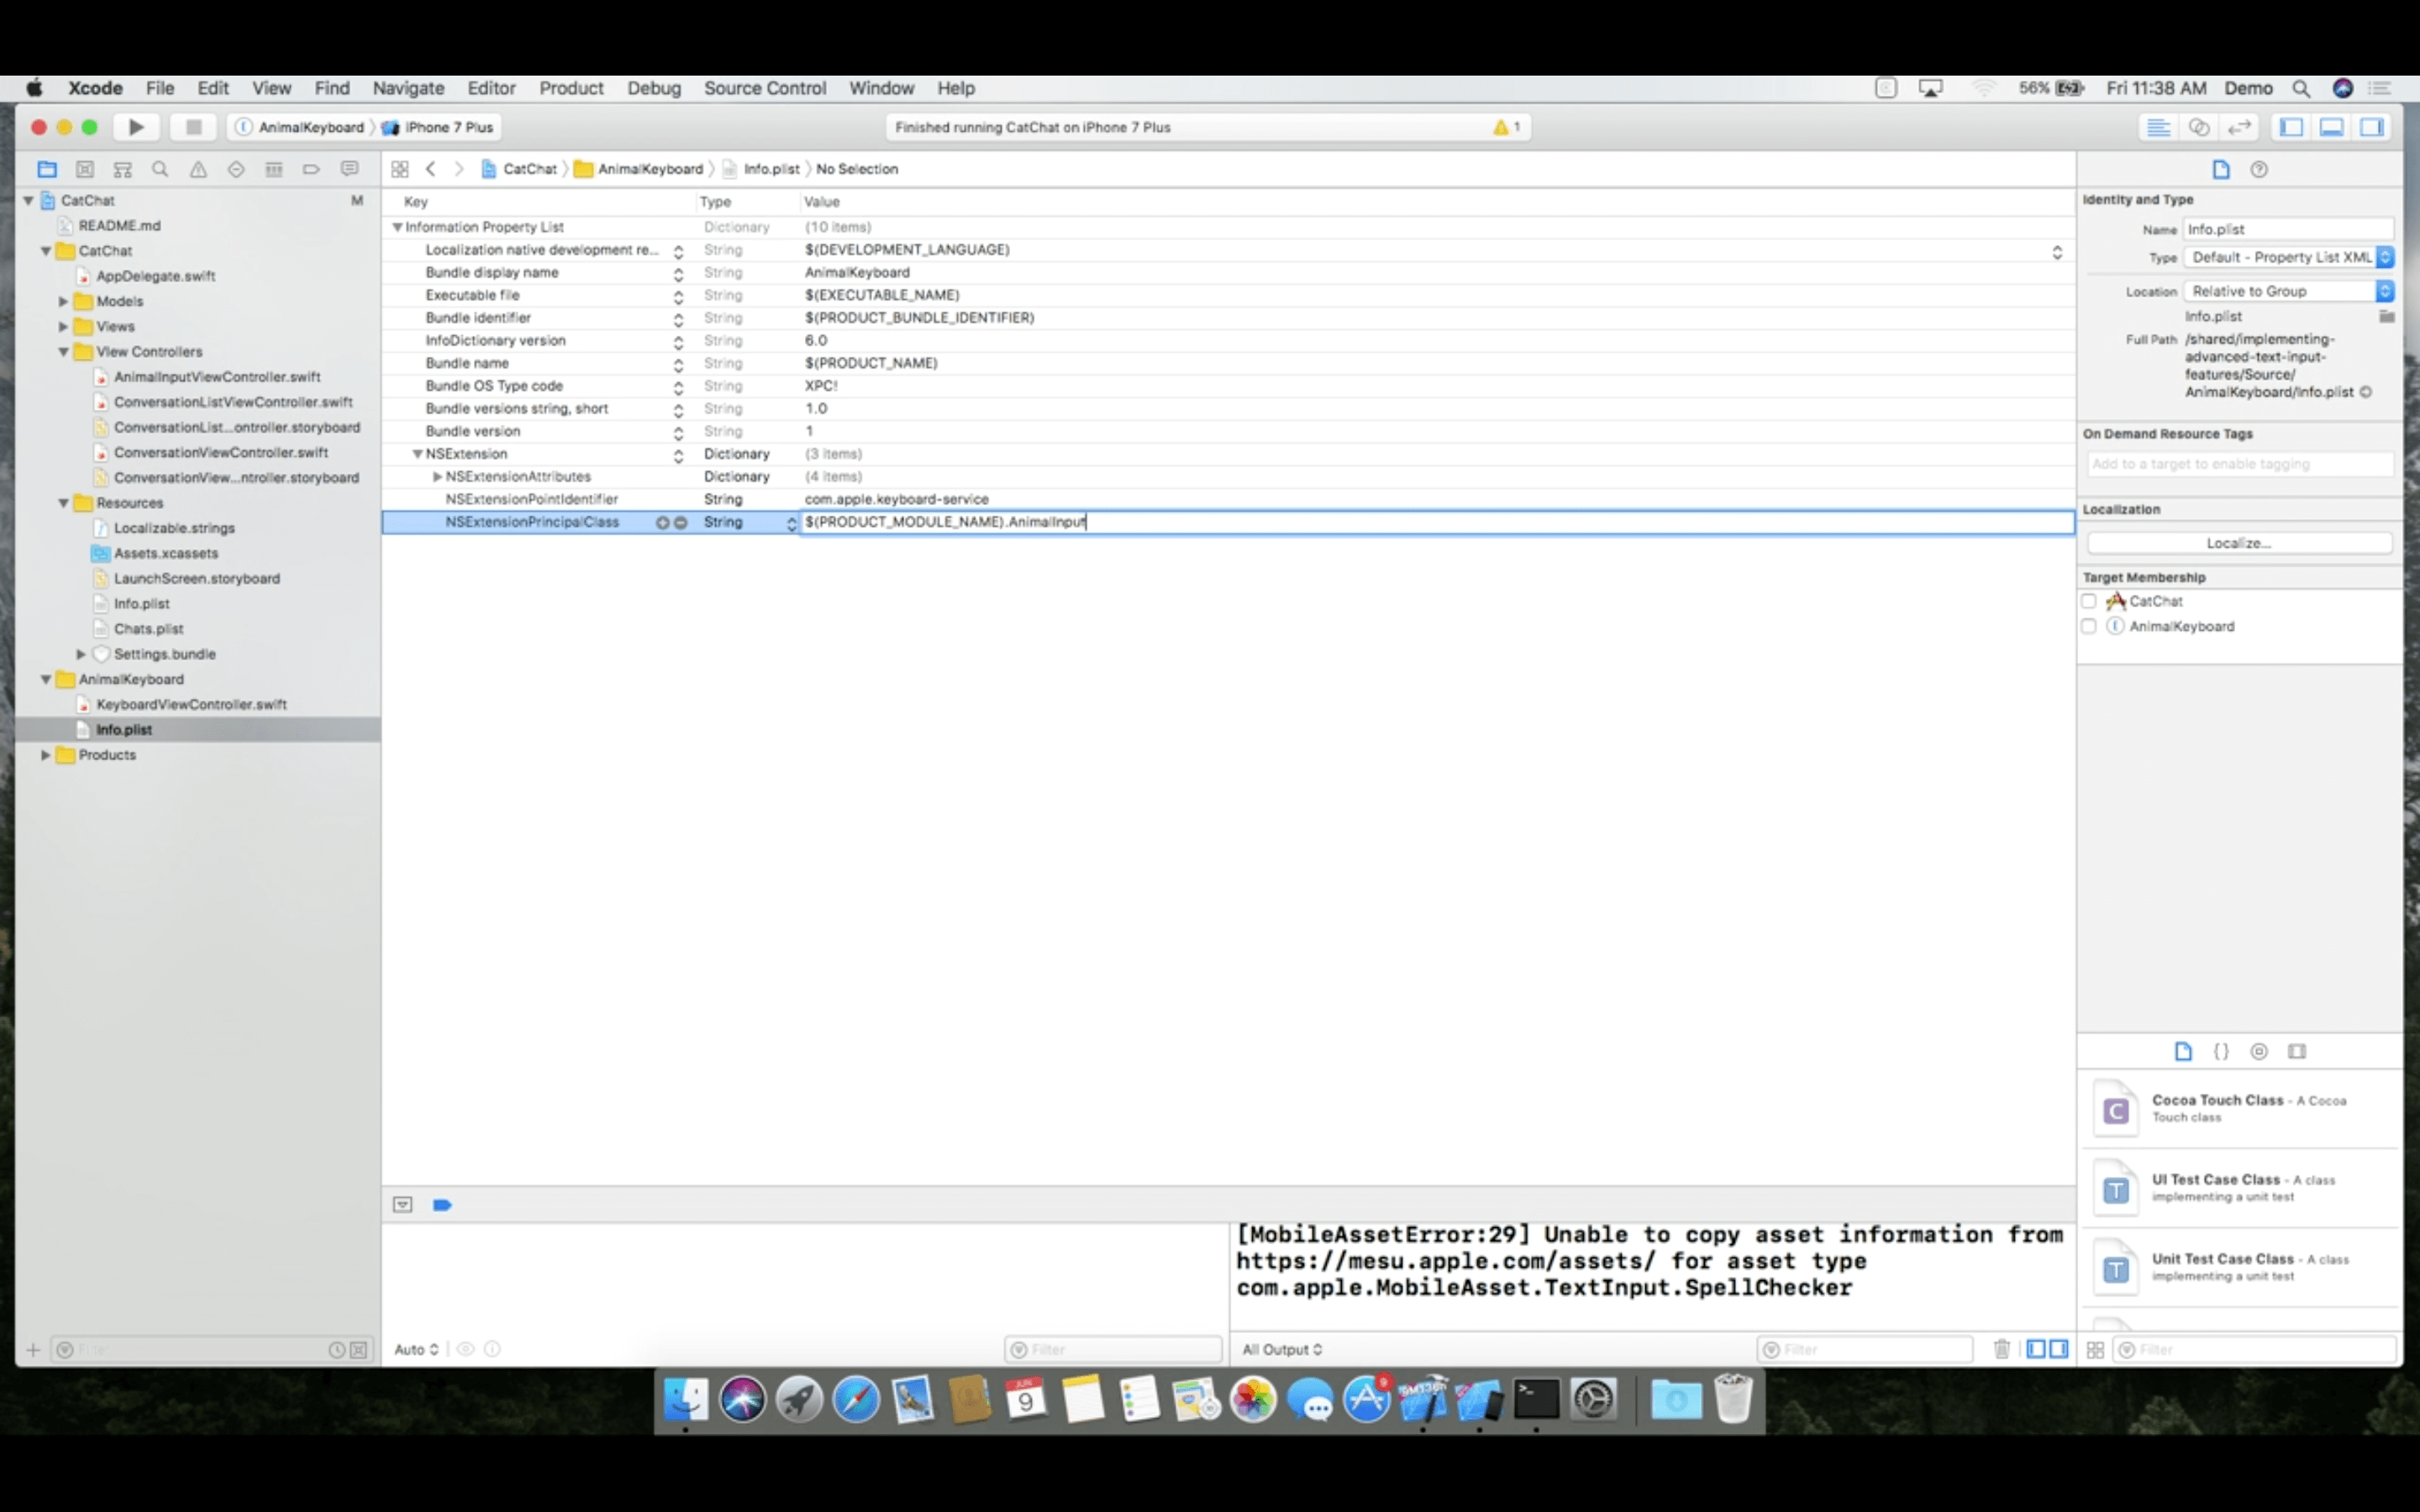 Xcode File Edit View Find Navigate Editor Product Debug Source Control Window Help 56% Fri 11:38 AM Demo
AnimalKeyboard iPhone 7 Plus Finished running CatChat on iPhone 7 Plus 1
CatChat AnimalKeyboard Info.plist No Selection
CatChat M
README.md
CatChat
AppDelegate.swift
Models
Views
View Controllers
AnimalInputViewController.swift
ConversationListViewController.swift
ConversationList...ontroller.storyboard
ConversationViewController.swift
ConversationView...ntroller.storyboard
Resources
Localizable.strings
Assets.xcassets
LaunchScreen.storyboard
Info.plist
Chats.plist
Settings.bundle
AnimalKeyboard
KeyboardViewController.swift
Info.plist
Products
Filter
Key Type Value
Information Property List Dictionary (10 items)
Localization native development re... String $(DEVELOPMENT_LANGUAGE)
Bundle display name String AnimalKeyboard
Executable file String $(EXECUTABLE_NAME)
Bundle identifier String $(PRODUCT_BUNDLE_IDENTIFIER)
InfoDictionary version String 6.0
Bundle name String $(PRODUCT_NAME)
Bundle OS Type code String XPC!
Bundle versions string, short String 1.0
Bundle version String 1
NSExtension Dictionary (3 items)
NSExtensionAttributes Dictionary (4 items)
NSExtensionPointIdentifier String com.apple.keyboard-service
NSExtensionPrincipalClass String $(PRODUCT_MODULE_NAME).AnimalInput
[MobileAssetError:29] Unable to copy asset information from
https://mesu.apple.com/assets/ for asset type
com.apple.MobileAsset.TextInput.SpellChecker
Auto Filter All Output Filter
Identity and Type
Name Info.plist
Type Default - Property List XML
Location Relative to Group
Info.plist
Full Path /shared/implementing-
advanced-text-input-
features/Source/
AnimalKeyboard/Info.plist
On Demand Resource Tags
Add to a target to enable tagging
Localization
Localize...
Target Membership
CatChat
AnimalKeyboard
C
Cocoa Touch Class - A Cocoa
Touch class
T
UI Test Case Class - A class
implementing a unit test
T
Unit Test Case Class - A class
implementing a unit test
Filter
JUN
9